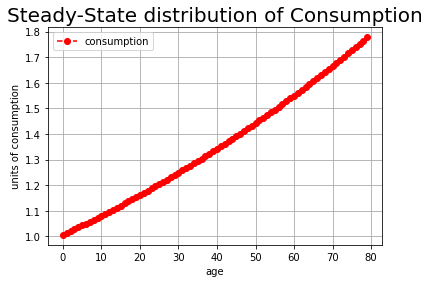 Steady-State distribution of Consumption
consumption
units of consumption
1.8
1.7
1.6
1.5
1.4
1.3
1.2
1.1
1.0
0 10 20 30 40 50 60 70 80
age